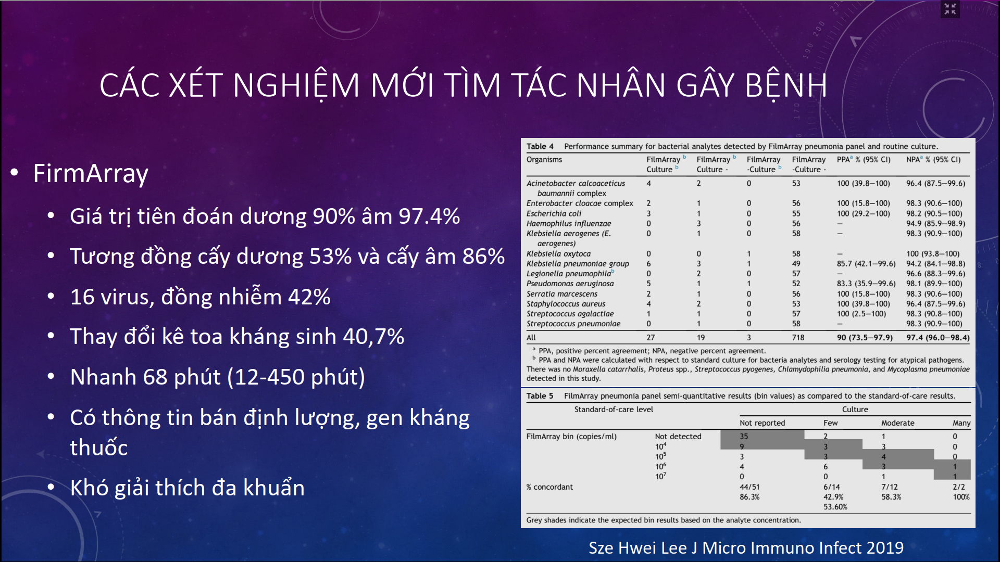 CÁC XÉT NGHIỆM MỚI TÌM TÁC NHÂN GÂY BỆNH
• FirmArray
• Giá trị tiên đoán dương 90% âm 97.4%
• Tương đồng cấy dương 53% và cấy âm 86%
• 16 virus, đồng nhiễm 42%
• Thay đổi kê toa kháng sinh 40,7%
• Nhanh 68 phút (12-450 phút)
• Có thông tin bán định lượng, gen kháng
thuốc
• Khó giải thích đa khuẩn
Table 4 Performance summary for bacterial analytes detected by FilmArray pneumonia panel and routine culture.
Organisms FilmArray b FilmArray b FilmArray FilmArray PPAa % (95% CI) NPAa % (95% CI)
Culture b Culture - -Culture b -Culture -
Acinetobacter calcoaceticus 4 2 0 53 100 (39.8–100) 96.4 (87.5–99.6)
baumannii complex
Enterobacter cloacae complex 2 1 0 56 100 (15.8–100) 98.3 (90.6–100)
Escherichia coli 3 1 0 55 100 (29.2–100) 98.2 (90.5–100)
Haemophilus influenzae 0 3 0 56 – 94.9 (85.9–98.9)
Klebsiella aerogenes (E. 0 1 0 58 – 98.3 (90.9–100)
aerogenes)
Klebsiella oxytoca 0 0 1 58 – 100 (93.8–100)
Klebsiella pneumoniae group 6 3 1 49 85.7 (42.1–99.6) 94.2 (84.1–98.8)
Legionella pneumophilab 0 2 0 57 – 96.6 (88.3–99.6)
Pseudomonas aeruginosa 5 1 1 52 83.3 (35.9–99.6) 98.1 (89.9–100)
Serratia marcescens 2 1 0 56 100 (15.8–100) 98.3 (90.6–100)
Staphylococcus aureus 4 2 0 53 100 (39.8–100) 96.4 (87.5–99.6)
Streptococcus agalactiae 1 1 0 57 100 (2.5–100) 98.3 (90.8–100)
Streptococcus pneumoniae 0 1 0 58 – 98.3 (90.9–100)
All 27 19 3 718 90 (73.5–97.9) 97.4 (96.0–98.4)
a PPA, positive percent agreement; NPA, negative percent agreement.
b PPA and NPA were calculated with respect to standard culture for bacteria analytes and serology testing for atypical pathogens.
There was no Moraxella catarrhalis, Proteus spp., Streptococcus pyogenes, Chlamydophilia pneumonia, and Mycoplasma pneumoniae
detected in this study.
Table 5 FilmArray pneumonia panel semi-quantitative results (bin values) as compared to the standard-of-care results.
Standard-of-care level Culture
Not reported Few Moderate Many
FilmArray bin (copies/ml) Not detected 35 2 1 0
10⁴ 9 3 3 0
10⁵ 3 3 4 0
10⁶ 4 6 3 1
10⁷ 0 0 1 1
% concordant 44/51 6/14 7/12 2/2
86.3% 42.9% 58.3% 100%
53.60%
Grey shades indicate the expected bin results based on the analyte concentration.
Sze Hwei Lee J Micro Immuno Infect 2019